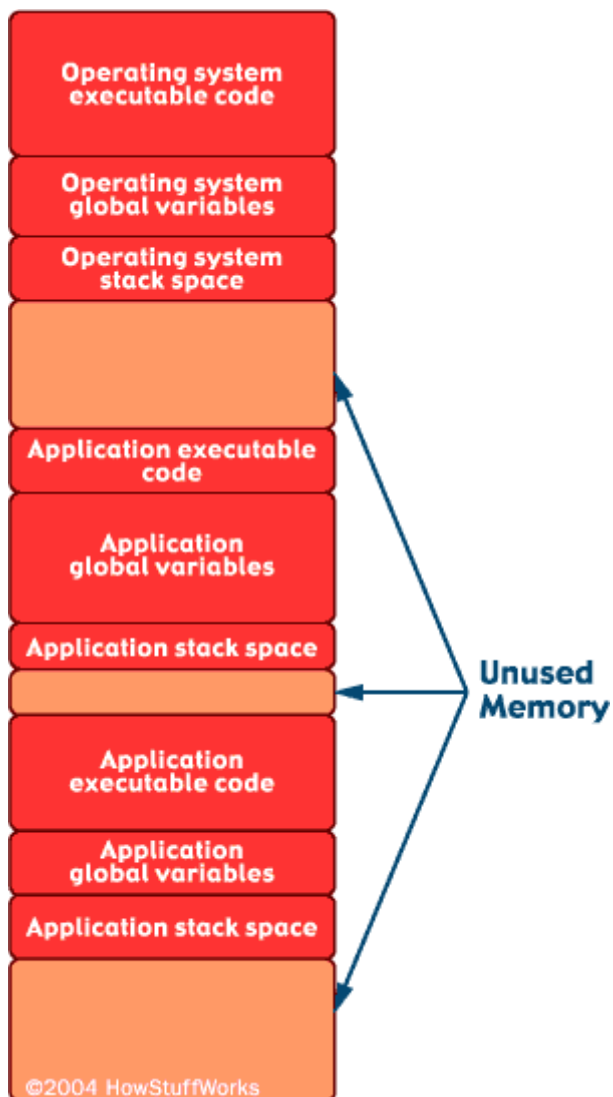 Operating system
executable code
Operating system
global variables
Operating system
stack space
Application executable
code
Application
global variables
Application stack space
Unused
Memory
Application
executable code
Application
global variables
Application stack space
©2004 HowStuffWorks